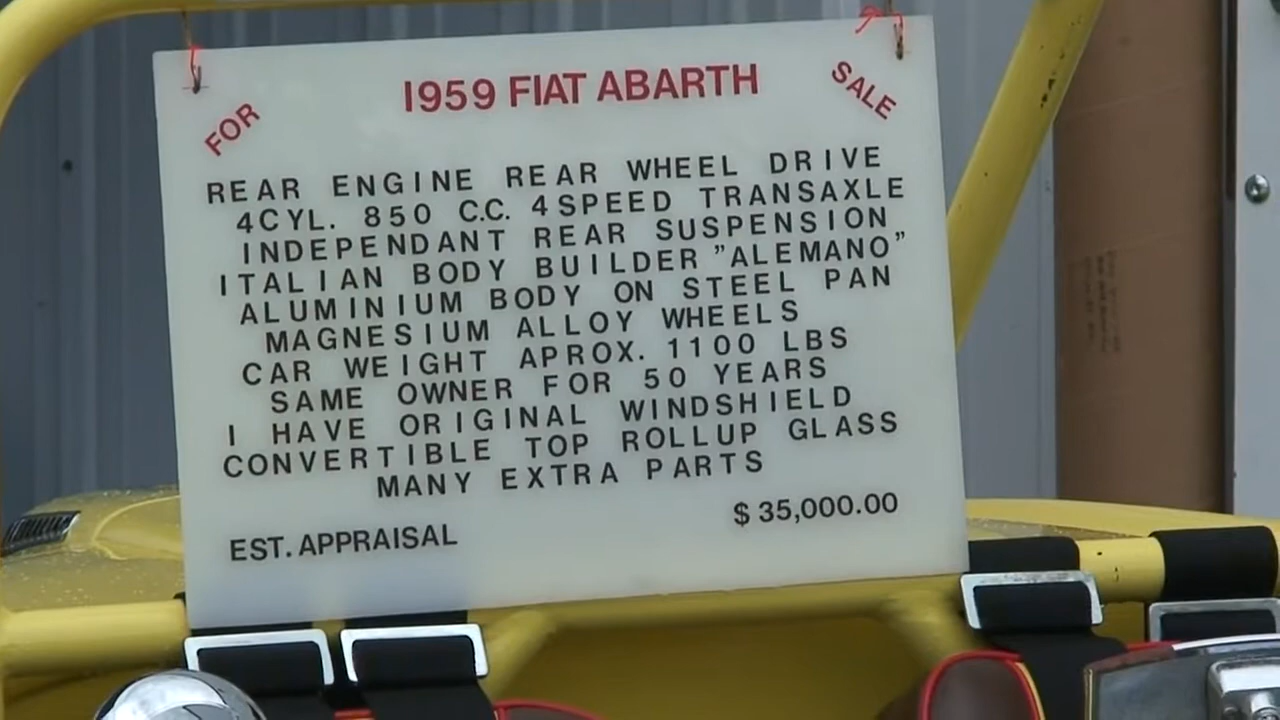 FOR 1959 FIAT ABARTH SALE
REAR ENGINE REAR WHEEL DRIVE
4CYL. 850 C.C. 4SPEED TRANSAXLE
INDEPENDANT REAR SUSPENSION
ITALIAN BODY BUILDER "ALEMANO"
ALUMINIUM BODY ON STEEL PAN
MAGNESIUM ALLOY WHEELS
CAR WEIGHT APROX. 1100 LBS
SAME OWNER FOR 50 YEARS
I HAVE ORIGINAL WINDSHIELD
CONVERTIBLE TOP ROLLUP GLASS
MANY EXTRA PARTS
EST. APPRAISAL $ 35,000.00